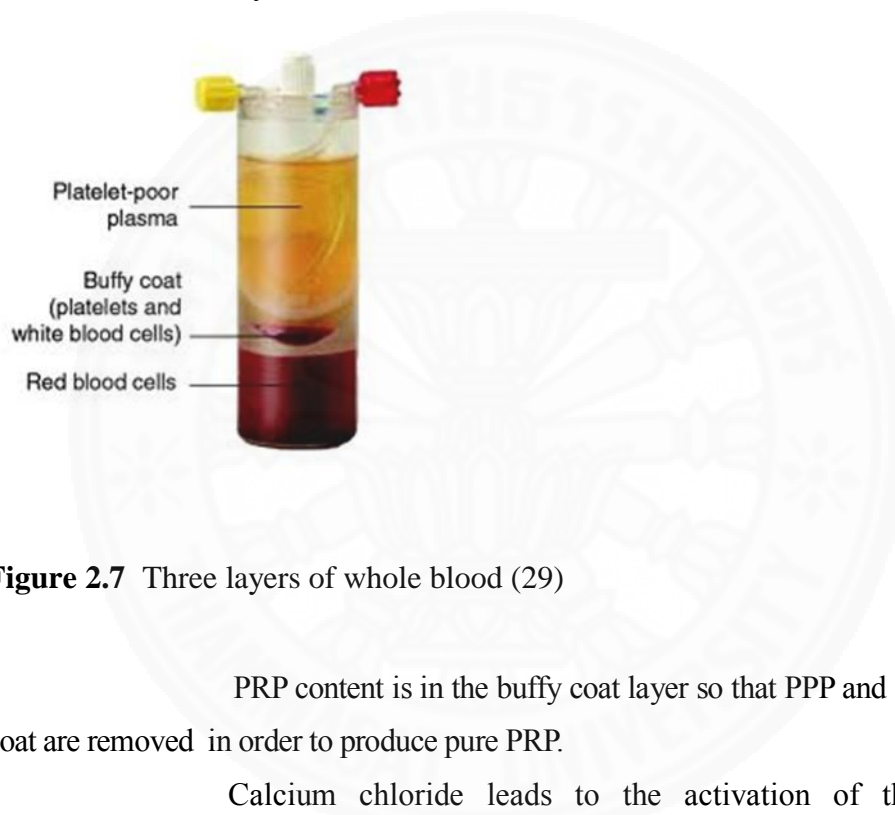 Platelet-poor
plasma
Buffy coat
(platelets and
white blood cells)
Red blood cells
Figure 2.7 Three layers of whole blood (29)
PRP content is in the buffy coat layer so that PPP and
oat are removed in order to produce pure PRP.
Calcium chloride leads to the activation of th